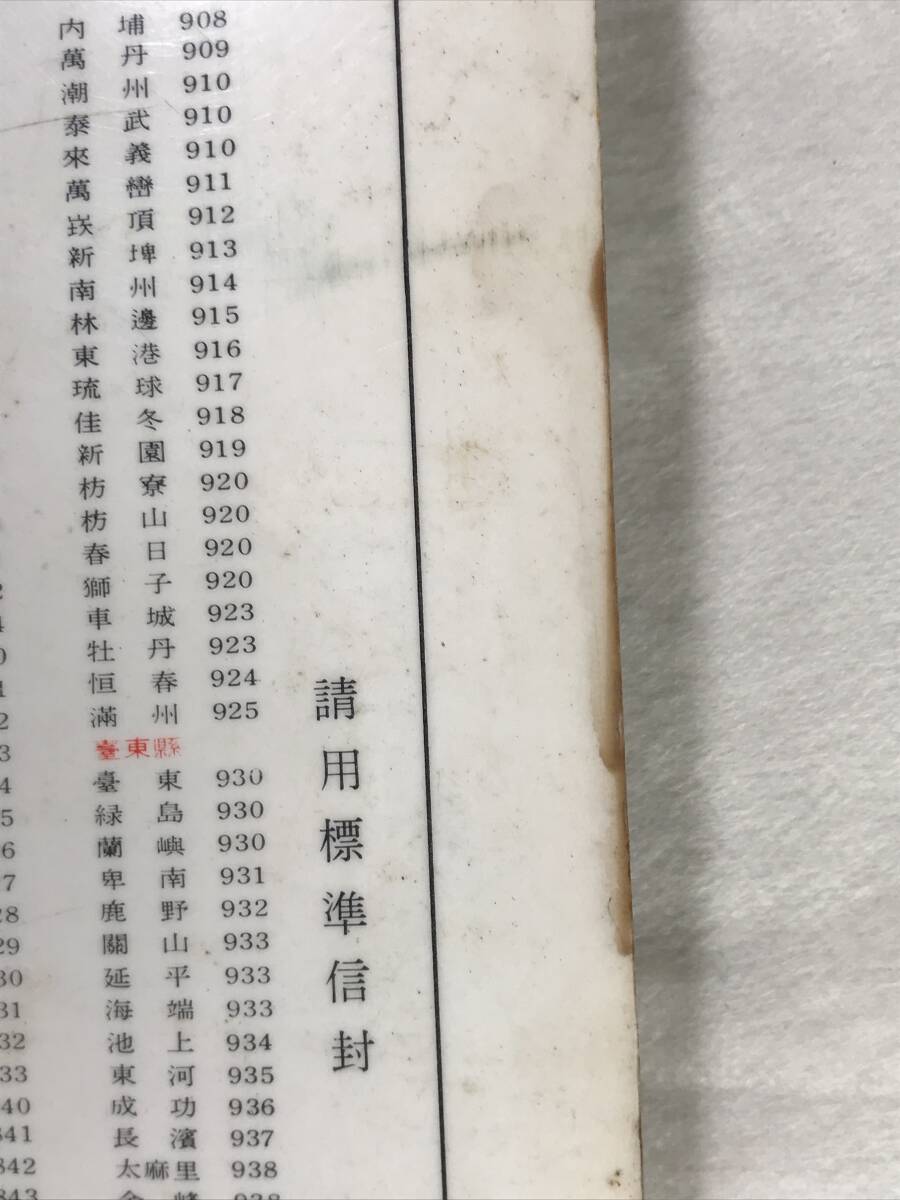 內埔 908
萬丹 909
潮州 910
泰武 910
來義 910
萬巒 911
崁頂 912
新埤 913
南州 914
林邊 915
東港 916
琉球 917
佳冬 918
新園 919
枋寮 920
枋山 920
春日 920
獅子 920
車城 923
牡丹 923
恒春 924
滿州 925
臺東縣
臺東 930
綠島 930
蘭嶼 930
卑南 931
鹿野 932
關山 933
延平 933
海端 933
池上 934
東河 935
成功 936
長濱 937
太麻里 938
請用標準信封